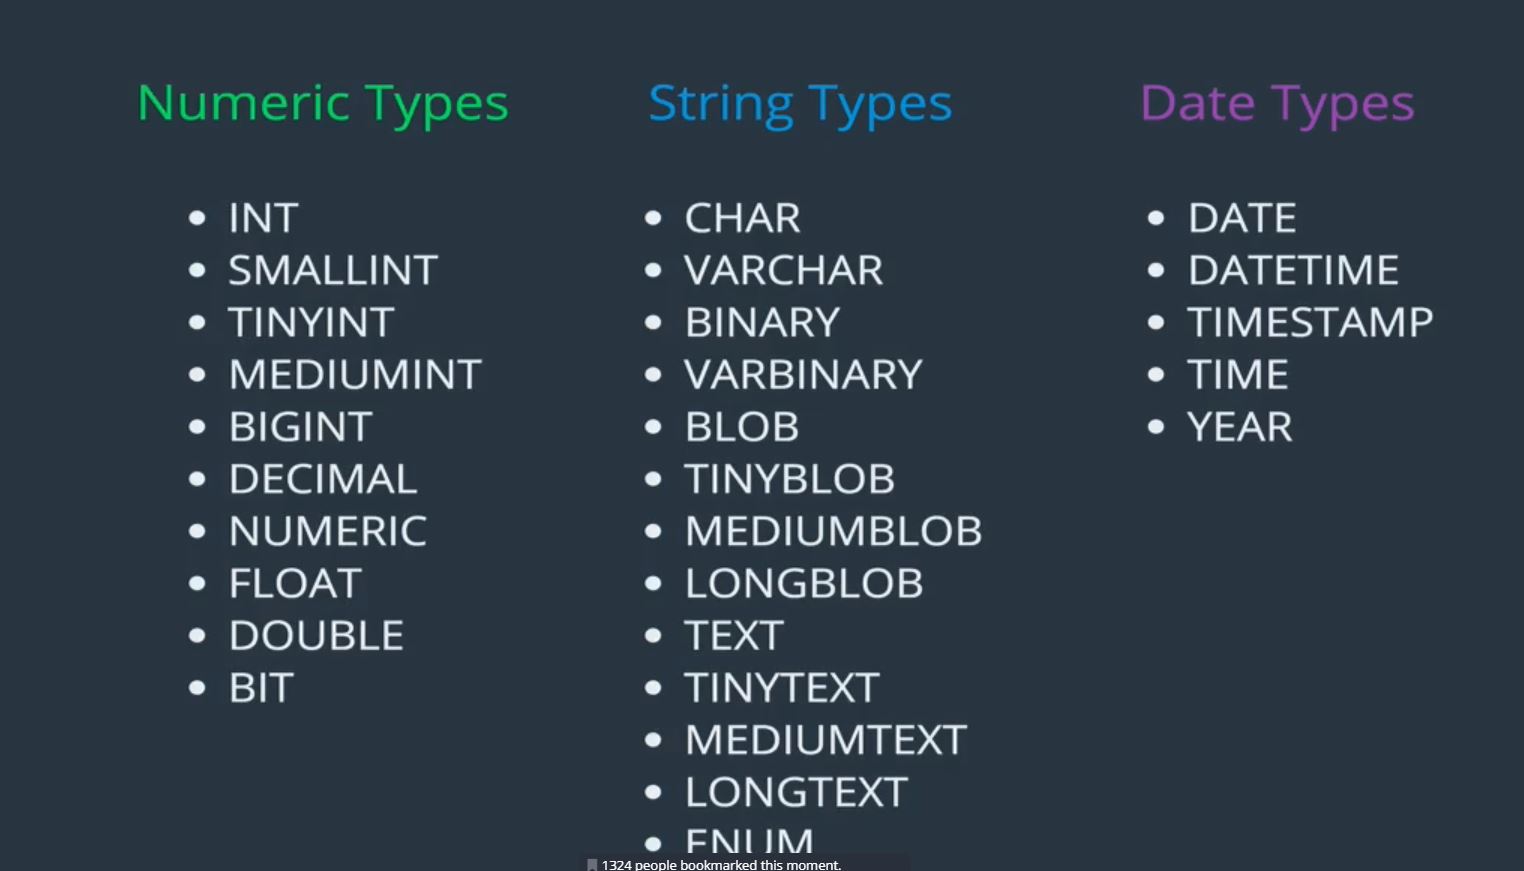 Numeric Types
INT
SMALLINT
TINYINT
MEDIUMINT
BIGINT
DECIMAL
NUMERIC
FLOAT
DOUBLE
BIT
String Types
CHAR
VARCHAR
BINARY
VARBINARY
BLOB
TINYBLOB
MEDIUMBLOB
LONGBLOB
TEXT
TINYTEXT
MEDIUMTEXT
LONGTEXT
ENUM
Date Types
DATE
DATETIME
TIMESTAMP
TIME
YEAR
1324 people bookmarked this moment.